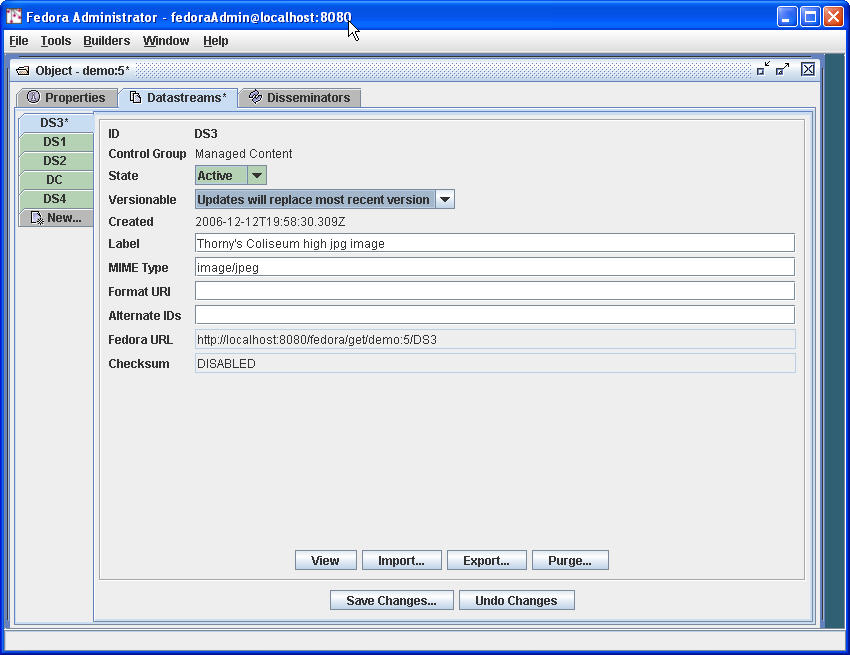 Fedora Administrator - fedoraAdmin@localhost:8080
File Tools Builders Window Help
Object - demo:5*
Properties Datastreams* Disseminators
DS3*
DS1
DS2
DC
DS4
New...
ID DS3
Control Group Managed Content
State Active
Versionable Updates will replace most recent version
Created 2006-12-12T19:58:30.309Z
Label Thorny's Coliseum high jpg image
MIME Type image/jpeg
Format URI
Alternate IDs
Fedora URL http://localhost:8080/fedora/get/demo:5/DS3
Checksum DISABLED
View Import... Export... Purge...
Save Changes... Undo Changes